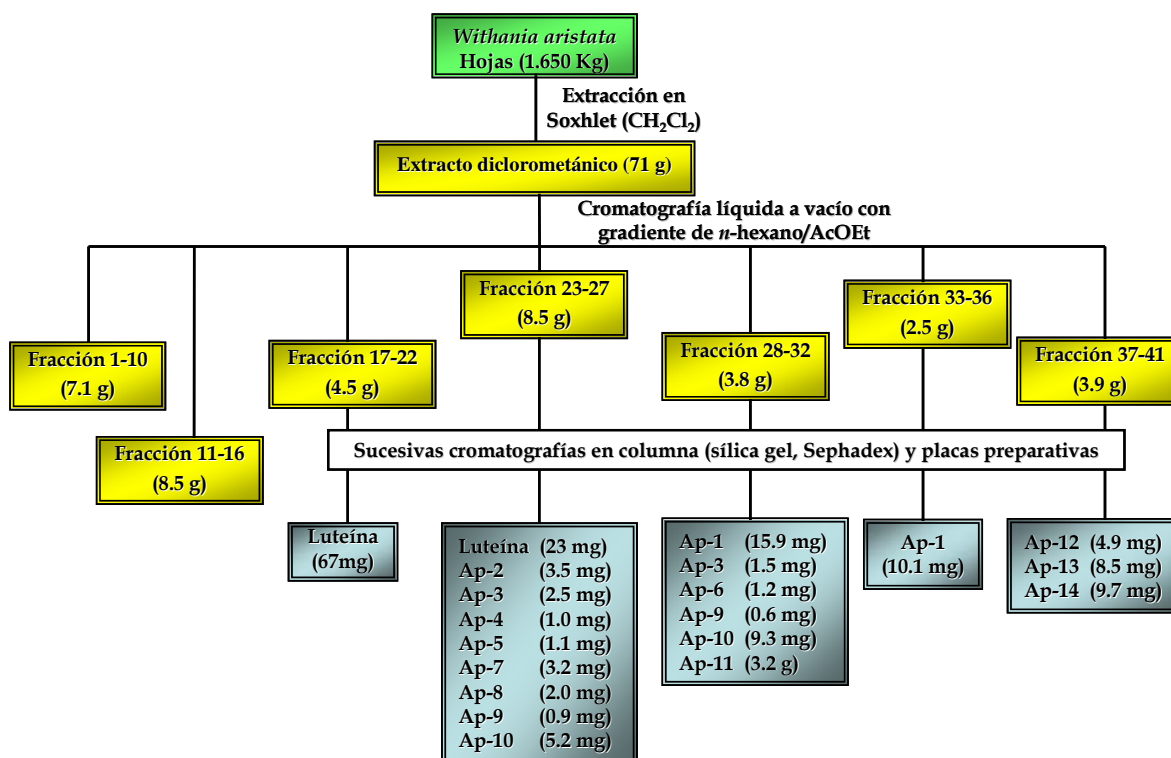 Withania aristata
Hojas (1.650 Kg)
Extracción en
Soxhlet (CH₂Cl₂)
Extracto diclorometánico (71 g)
Cromatografía líquida a vacío con
gradiente de n-hexano/AcOEt
Fracción 1-10
(7.1 g)
Fracción 11-16
(8.5 g)
Fracción 17-22
(4.5 g)
Fracción 23-27
(8.5 g)
Fracción 28-32
(3.8 g)
Fracción 33-36
(2.5 g)
Fracción 37-41
(3.9 g)
Sucesivas cromatografías en columna (sílica gel, Sephadex) y placas preparativas
Luteína
(67mg)
Luteína (23 mg)
Ap-2 (3.5 mg)
Ap-3 (2.5 mg)
Ap-4 (1.0 mg)
Ap-5 (1.1 mg)
Ap-7 (3.2 mg)
Ap-8 (2.0 mg)
Ap-9 (0.9 mg)
Ap-10 (5.2 mg)
Ap-1 (15.9 mg)
Ap-3 (1.5 mg)
Ap-6 (1.2 mg)
Ap-9 (0.6 mg)
Ap-10 (9.3 mg)
Ap-11 (3.2 g)
Ap-1
(10.1 mg)
Ap-12 (4.9 mg)
Ap-13 (8.5 mg)
Ap-14 (9.7 mg)